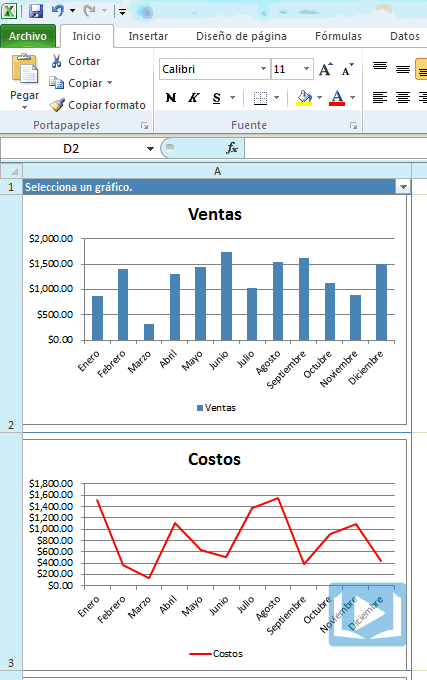 Archivo Inicio Insertar Diseño de página Fórmulas Datos
Pegar
Cortar
Copiar
Copiar formato
Portapapeles
Calibri 11 A A
N K S A
Fuente
D2 fx
A
1 Selecciona un gráfico.
2
Ventas
$2,000.00
$1,500.00
$1,000.00
$500.00
$0.00
Enero Febrero Marzo Abril Mayo Junio Julio Agosto Septiembre Octubre Noviembre Diciembre
Ventas
3
Costos
$1,800.00
$1,600.00
$1,400.00
$1,200.00
$1,000.00
$800.00
$600.00
$400.00
$200.00
$0.00
Enero Febrero Marzo Abril Mayo Junio Julio Agosto Septiembre Octubre Noviembre Diciembre
Costos